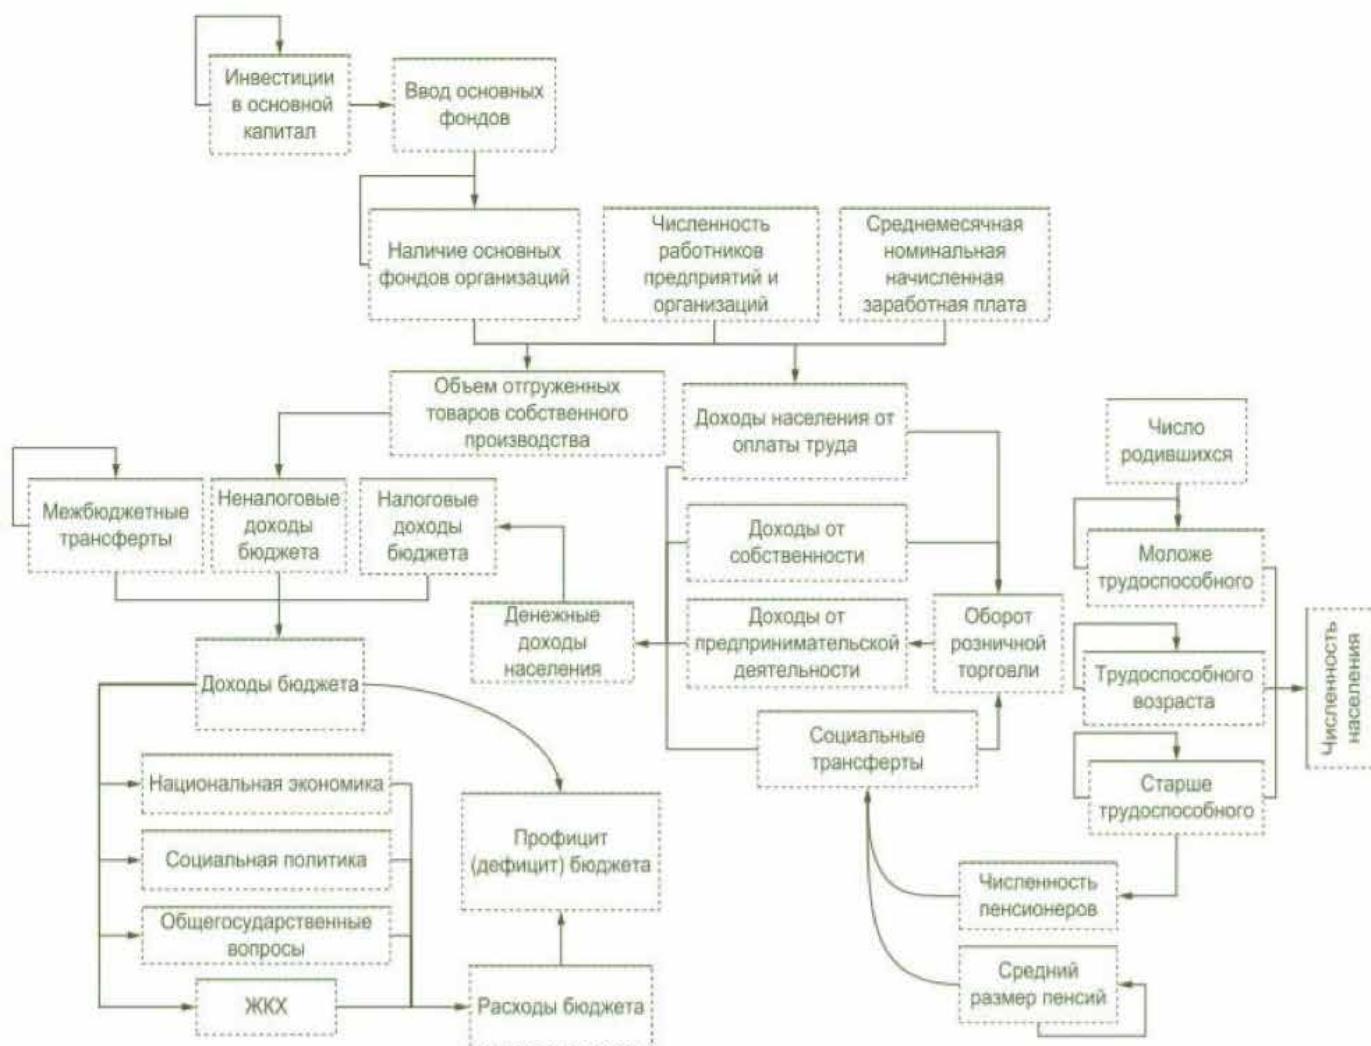 Инвестиции
в основной
капитал
Ввод основных
фондов
Наличие основных
фондов организаций
Численность
работников
предприятий и
организаций
Среднемесячная
номинальная
начисленная
заработная плата
Объем отгруженных
товаров собственного
производства
Доходы населения от
оплаты труда
Число
родившихся
Межбюджетные
трансферты
Неналоговые
доходы
бюджета
Налоговые
доходы
бюджета
Доходы от
собственности
Моложе
трудоспособного
Денежные
доходы
населения
Доходы от
предпринимательской
деятельности
Оборот
розничной
торговли
Трудоспособного
возраста
Численность
населения
Доходы бюджета
Социальные
трансферты
Старше
трудоспособного
Национальная экономика
Социальная политика
Общегосударственные
вопросы
ЖКХ
Профицит
(дефицит) бюджета
Расходы бюджета
Численность
пенсионеров
Средний
размер пенсий